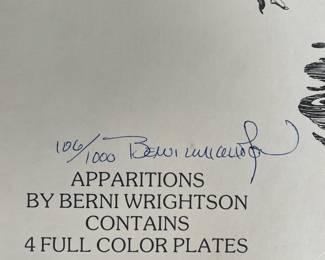 106/1000 Berni Wrightson
APPARITIONS
BY BERNI WRIGHTSON
CONTAINS
4 FULL COLOR PLATES